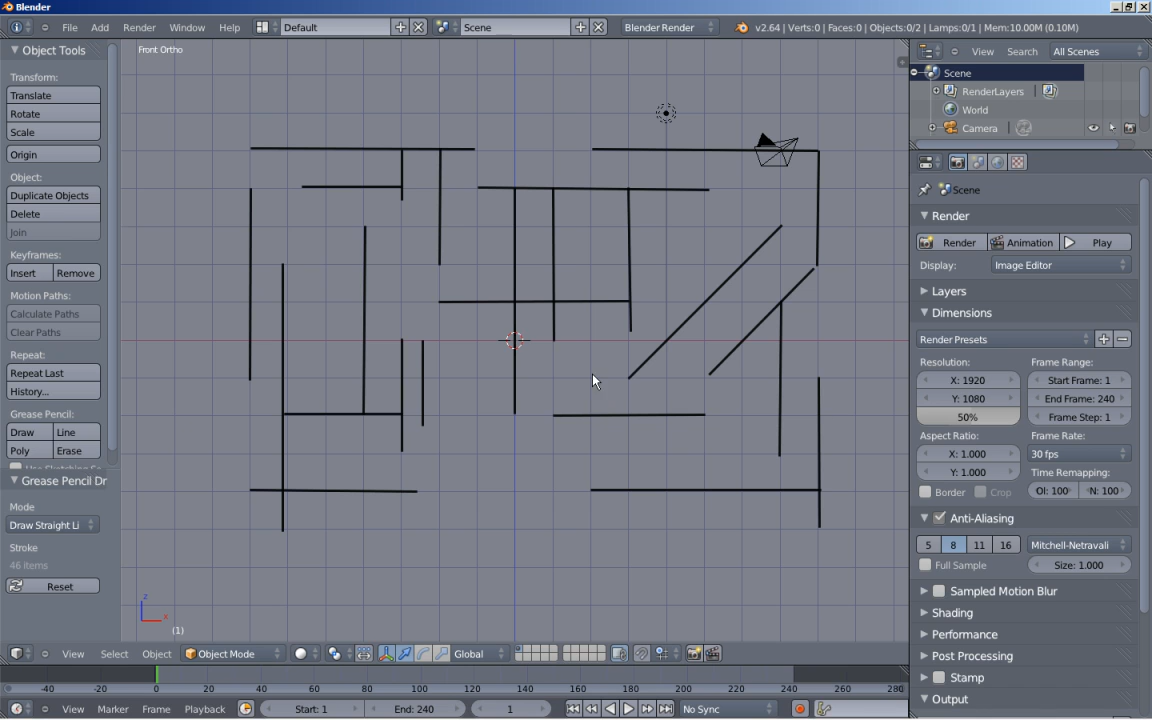 Blender
File Add Render Window Help Default Scene Blender Render v2.64 | Verts:0 | Faces:0 | Objects:0/2 | Lamps:0/1 | Mem:10.00M (0.10M)
Object Tools
Transform:
Translate
Rotate
Scale
Origin
Object:
Duplicate Objects
Delete
Join
Keyframes:
Insert Remove
Motion Paths:
Calculate Paths
Clear Paths
Repeat:
Repeat Last
History...
Grease Pencil:
Draw Line
Poly Erase
Grease Pencil Dr
Mode
Draw Straight Li
Stroke
46 items
Reset
Front Ortho
z
x
(1)
View Select Object Object Mode Global
-40 -20 0 20 40 60 80 100 120 140 160 180 200 220 240 260 280
View Marker Frame Playback Start: 1 End: 240 1 No Sync
View Search All Scenes
Scene
RenderLayers
World
Camera
Scene
Render
Render Animation Play
Display: Image Editor
Layers
Dimensions
Render Presets
Resolution: Frame Range:
X: 1920 Start Frame: 1
Y: 1080 End Frame: 240
50% Frame Step: 1
Aspect Ratio: Frame Rate:
X: 1.000 30 fps
Y: 1.000 Time Remapping:
Border Crop Ol: 100 N: 100
Anti-Aliasing
5 8 11 16 Mitchell-Netravali
Full Sample Size: 1.000
Sampled Motion Blur
Shading
Performance
Post Processing
Stamp
Output